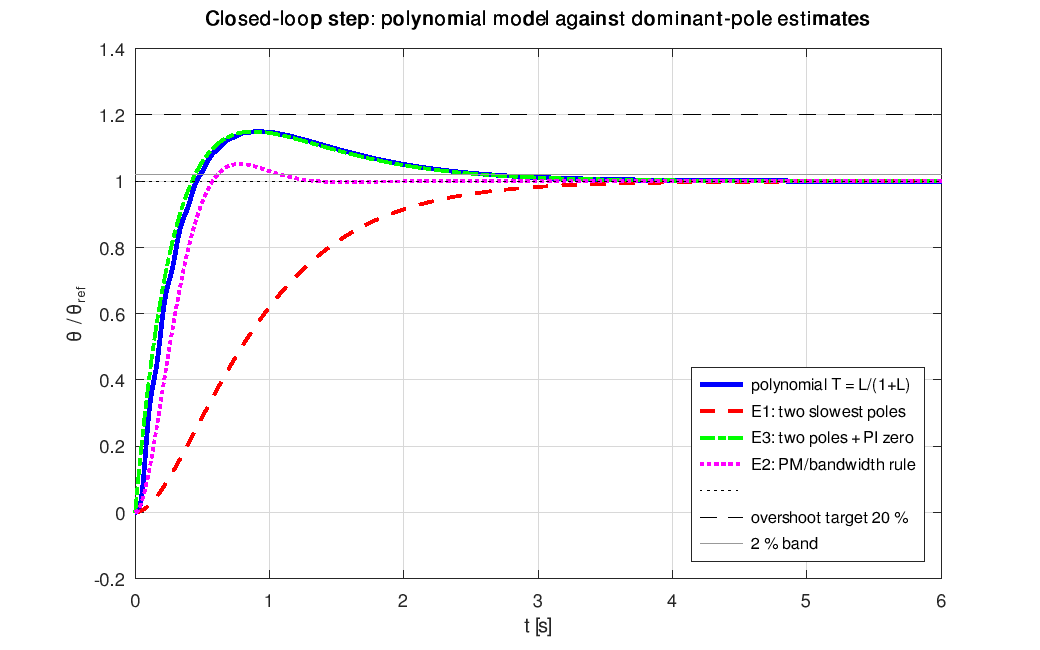 Closed-loop step: polynomial model against dominant-pole estimates
1.4
1.2
1
0.8
0.6
0.4
0.2
0
-0.2
θ / θref
0 1 2 3 4 5 6
t [s]
polynomial T = L/(1+L)
E1: two slowest poles
E3: two poles + PI zero
E2: PM/bandwidth rule
overshoot target 20 %
2 % band